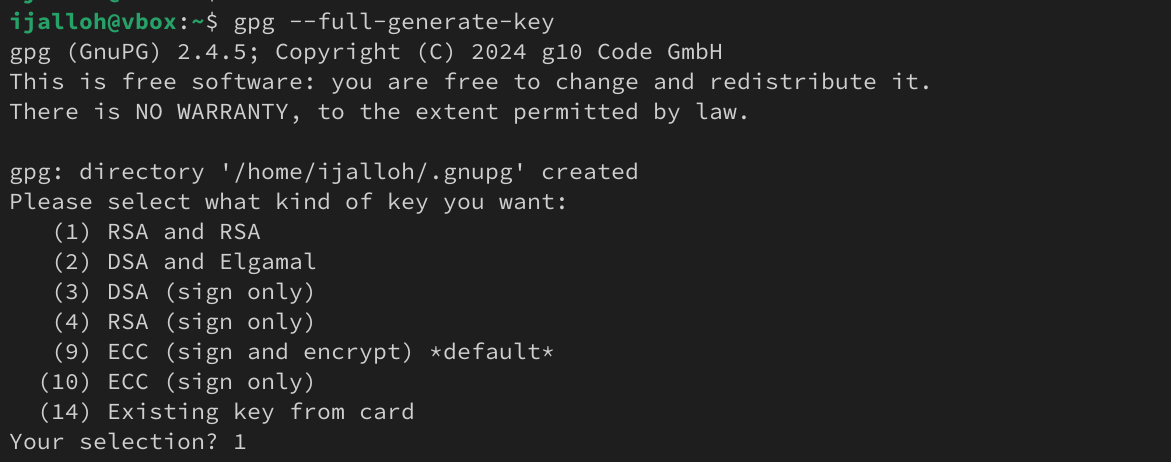 ijalloh@vbox:~$ gpg --full-generate-key
gpg (GnuPG) 2.4.5; Copyright (C) 2024 g10 Code GmbH
This is free software: you are free to change and redistribute it.
There is NO WARRANTY, to the extent permitted by law.

gpg: directory '/home/ijalloh/.gnupg' created
Please select what kind of key you want:
   (1) RSA and RSA
   (2) DSA and Elgamal
   (3) DSA (sign only)
   (4) RSA (sign only)
   (9) ECC (sign and encrypt) *default*
  (10) ECC (sign only)
  (14) Existing key from card
Your selection? 1